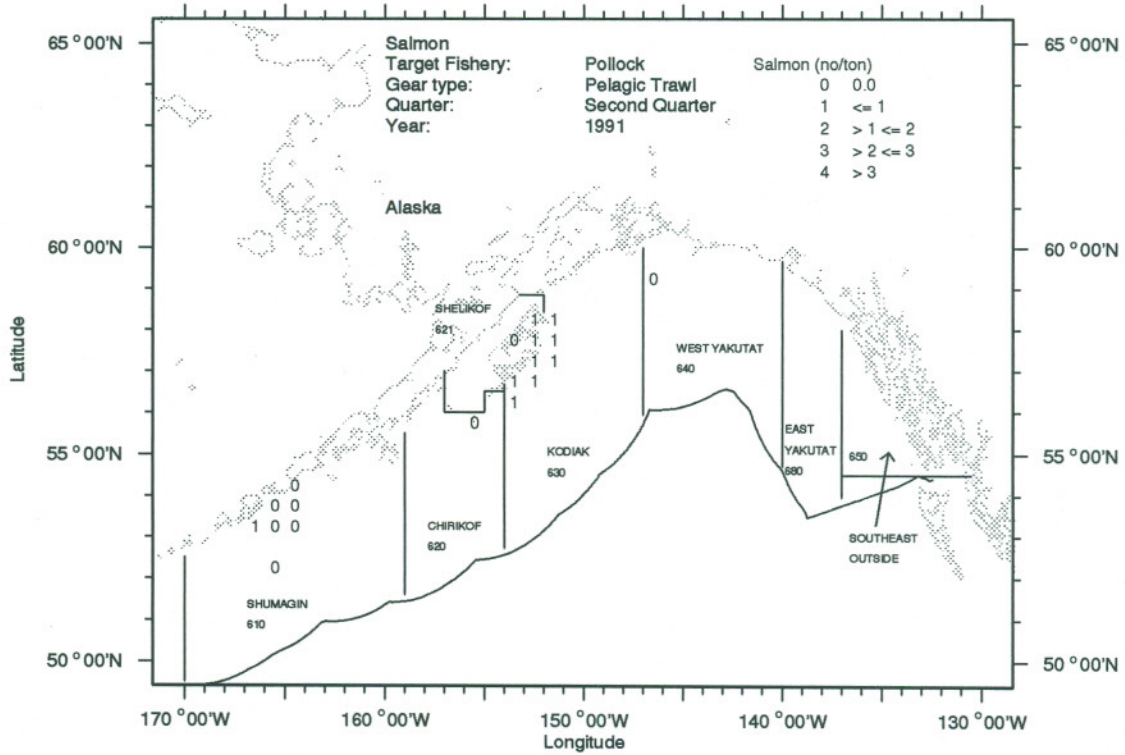 65 °00'N 65 °00'N
Salmon
Target Fishery: Pollock
Gear type: Pelagic Trawl
Quarter: Second Quarter
Year: 1991
Salmon (no/ton)
0 0.0
1 <= 1
2 > 1 <= 2
3 > 2 <= 3
4 > 3
Alaska
60 °00'N 60 °00'N
0
SHELIKOF
621
1 1
0 1 1
1 1
1 1
1
0
WEST YAKUTAT
640
EAST
YAKUTAT
680
650
55 °00'N 55 °00'N
KODIAK
630
0
0 0
1 0 0
0
CHIRIKOF
620
SOUTHEAST
OUTSIDE
SHUMAGIN
610
50 °00'N 50 °00'N
170 °00'W 160 °00'W 150 °00'W 140 °00'W 130 °00'W
Longitude
Latitude